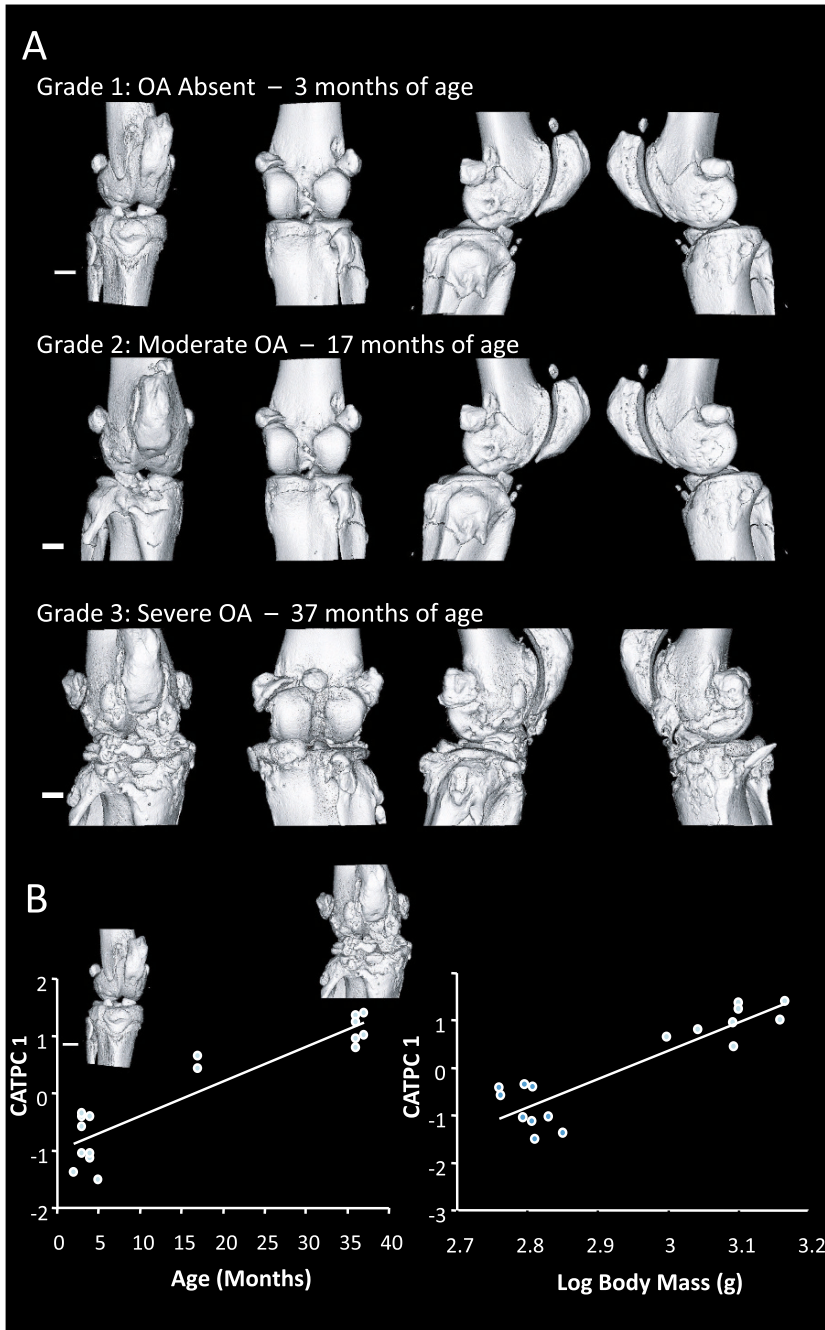 A
Grade 1: OA Absent – 3 months of age
Grade 2: Moderate OA – 17 months of age
Grade 3: Severe OA – 37 months of age
B
2
1
0
-1
-2
CATPC 1
0 5 10 15 20 25 30 35 40
Age (Months)
1
0
-1
-2
-3
CATPC 1
2.7 2.8 2.9 3 3.1 3.2
Log Body Mass (g)